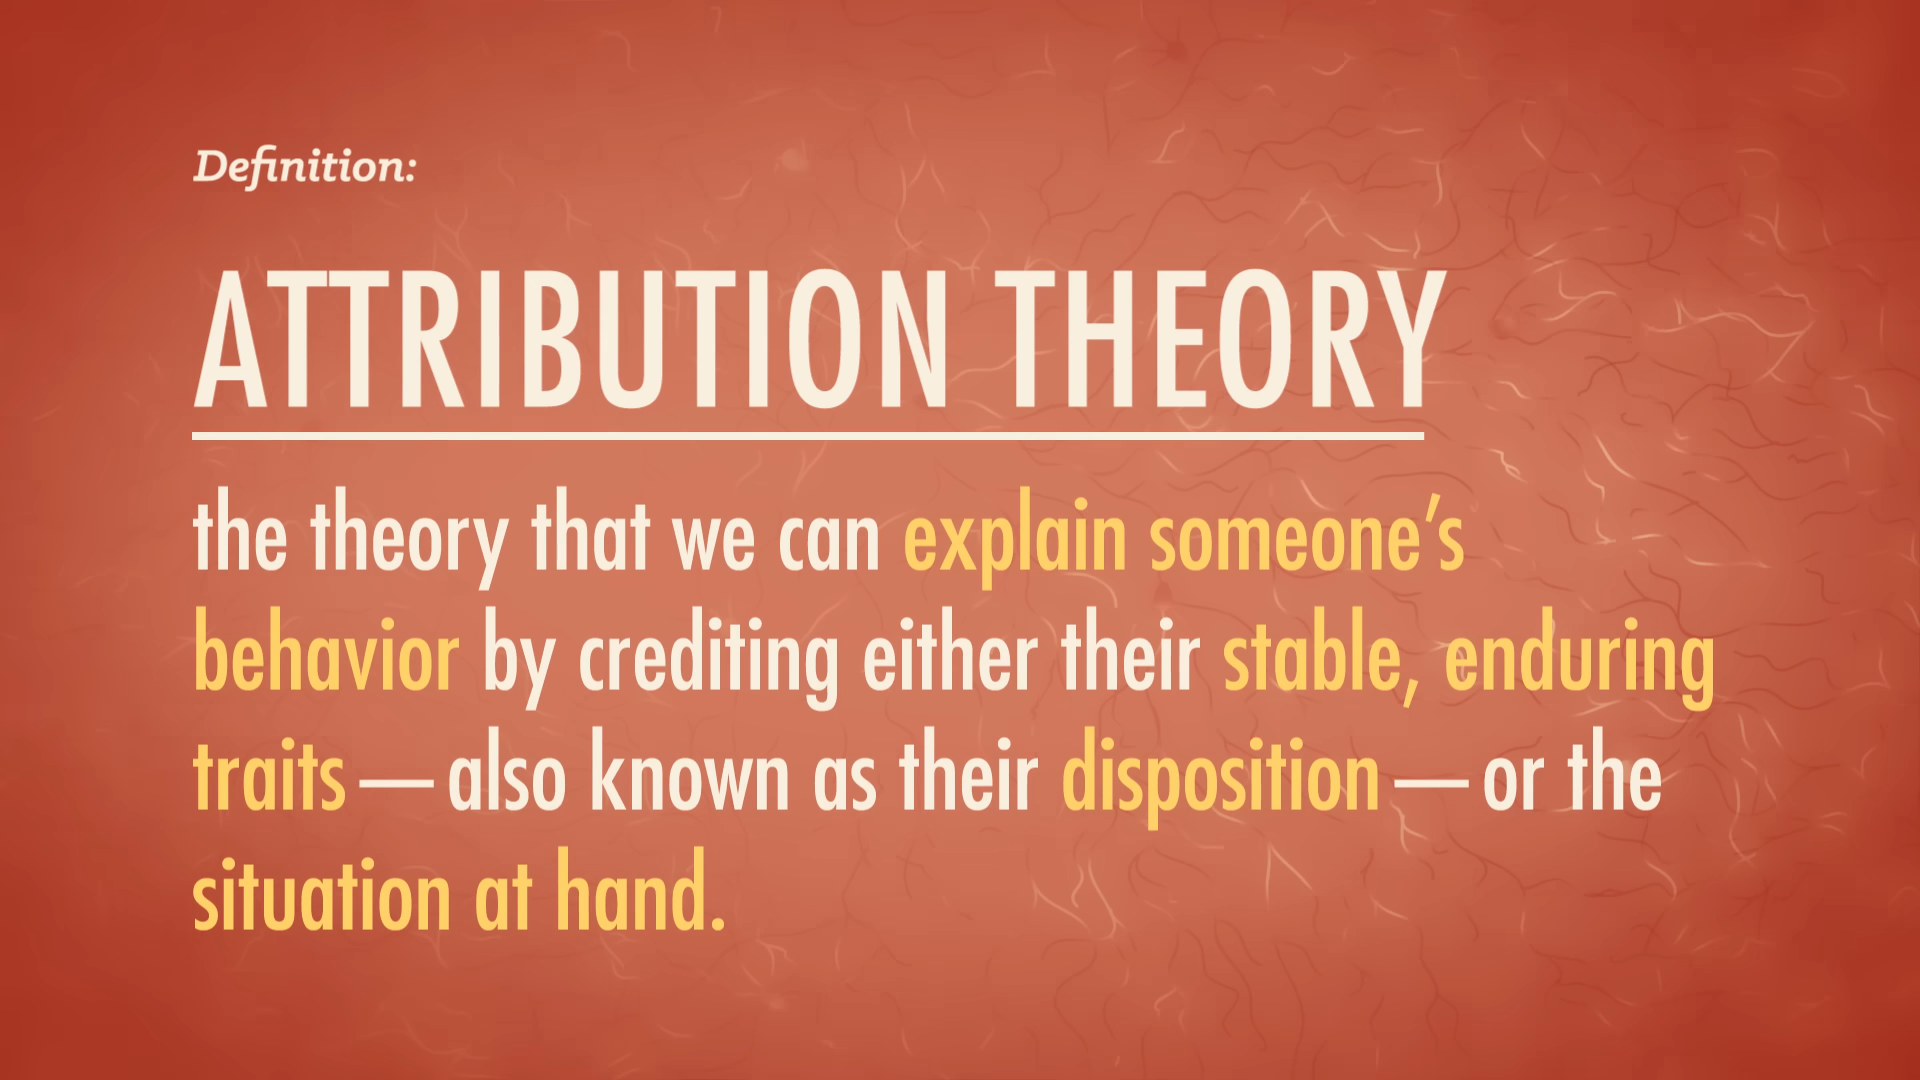 Definition:
ATTRIBUTION THEORY
the theory that we can explain someone’s
behavior by crediting either their stable, enduring
traits — also known as their disposition — or the
situation at hand.